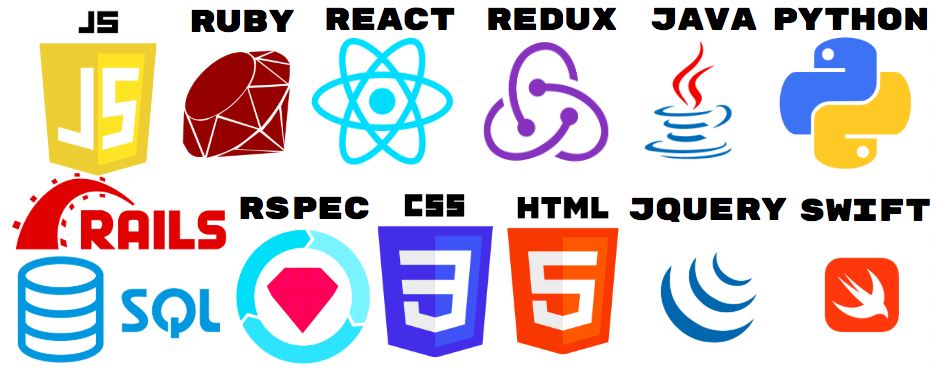 JS RUBY REACT REDUX JAVA PYTHON
JS
RAILS
RSPEC CSS HTML JQUERY SWIFT
3 5
SQL